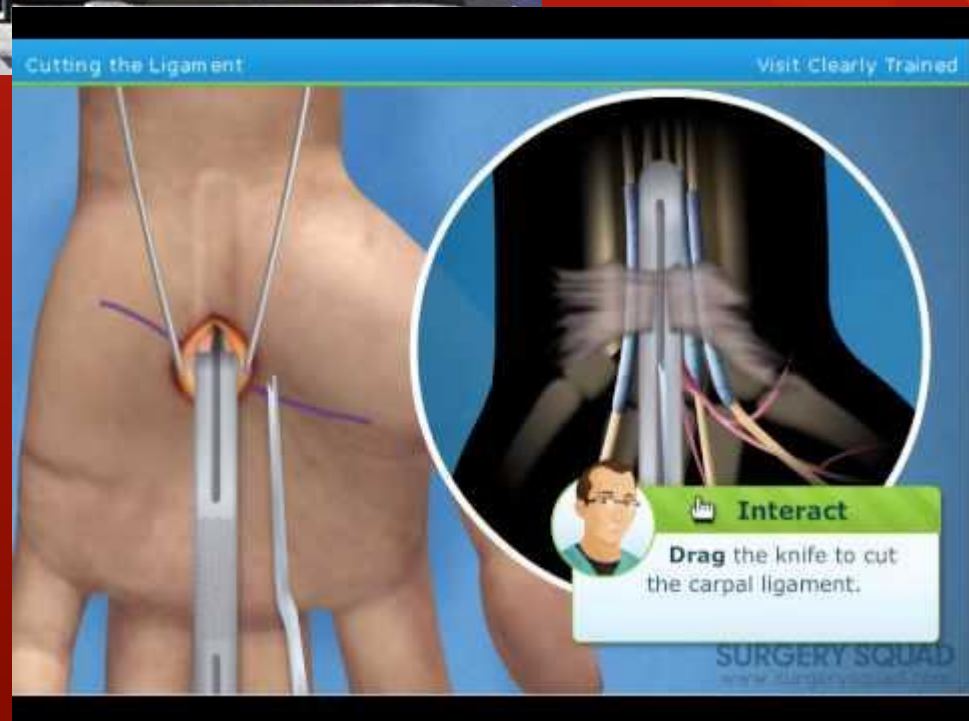 Cutting the Ligament
Visit Clearly Trained
Interact
Drag the knife to cut
the carpal ligament.
SURGERY SQUAD
www.surgerysquad.com